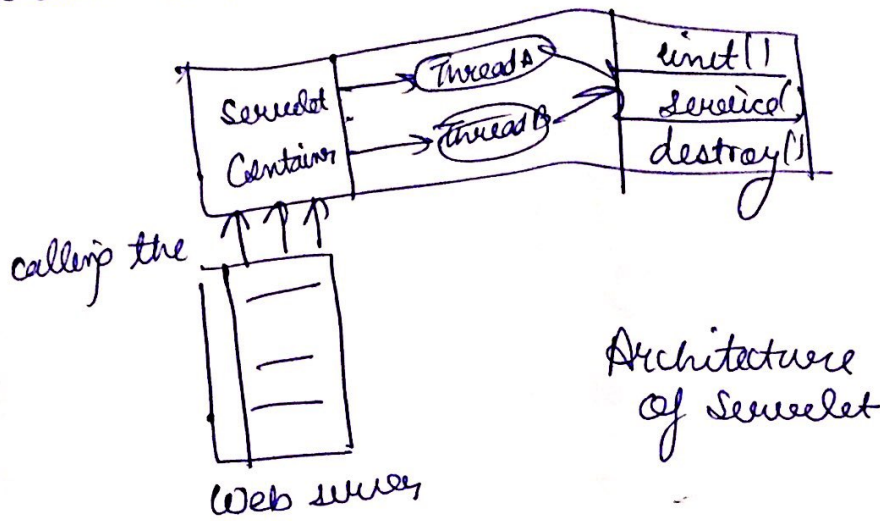 Servelet
Container
Thread A
Thread B
init()
service()
destroy()
calling the
Web server
Architecture
Of Servelet